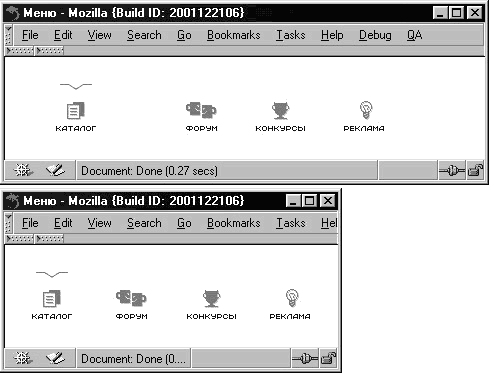 Меню - Mozilla {Build ID: 2001122106}
File Edit View Search Go Bookmarks Tasks Help Debug QA
КАТАЛОГ ФОРУМ КОНКУРСЫ РЕКЛАМА
Document: Done (0.27 secs)
Меню - Mozilla {Build ID: 2001122106}
File Edit View Search Go Bookmarks Tasks Hel
КАТАЛОГ ФОРУМ КОНКУРСЫ РЕКЛАМА
Document: Done (0....